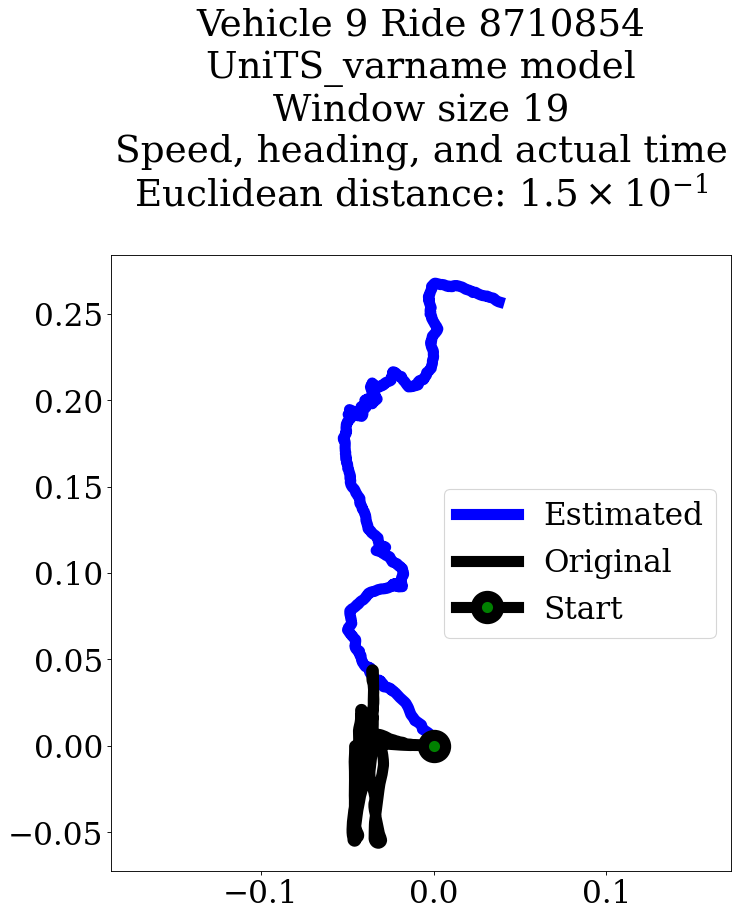 Vehicle 9 Ride 8710854
UniTS_varname model
Window size 19
Speed, heading, and actual time
Euclidean distance: $1.5 \times 10^{-1}$
0.25
0.20
0.15
0.10
0.05
0.00
−0.05
−0.1
0.0
0.1
Estimated
Original
Start